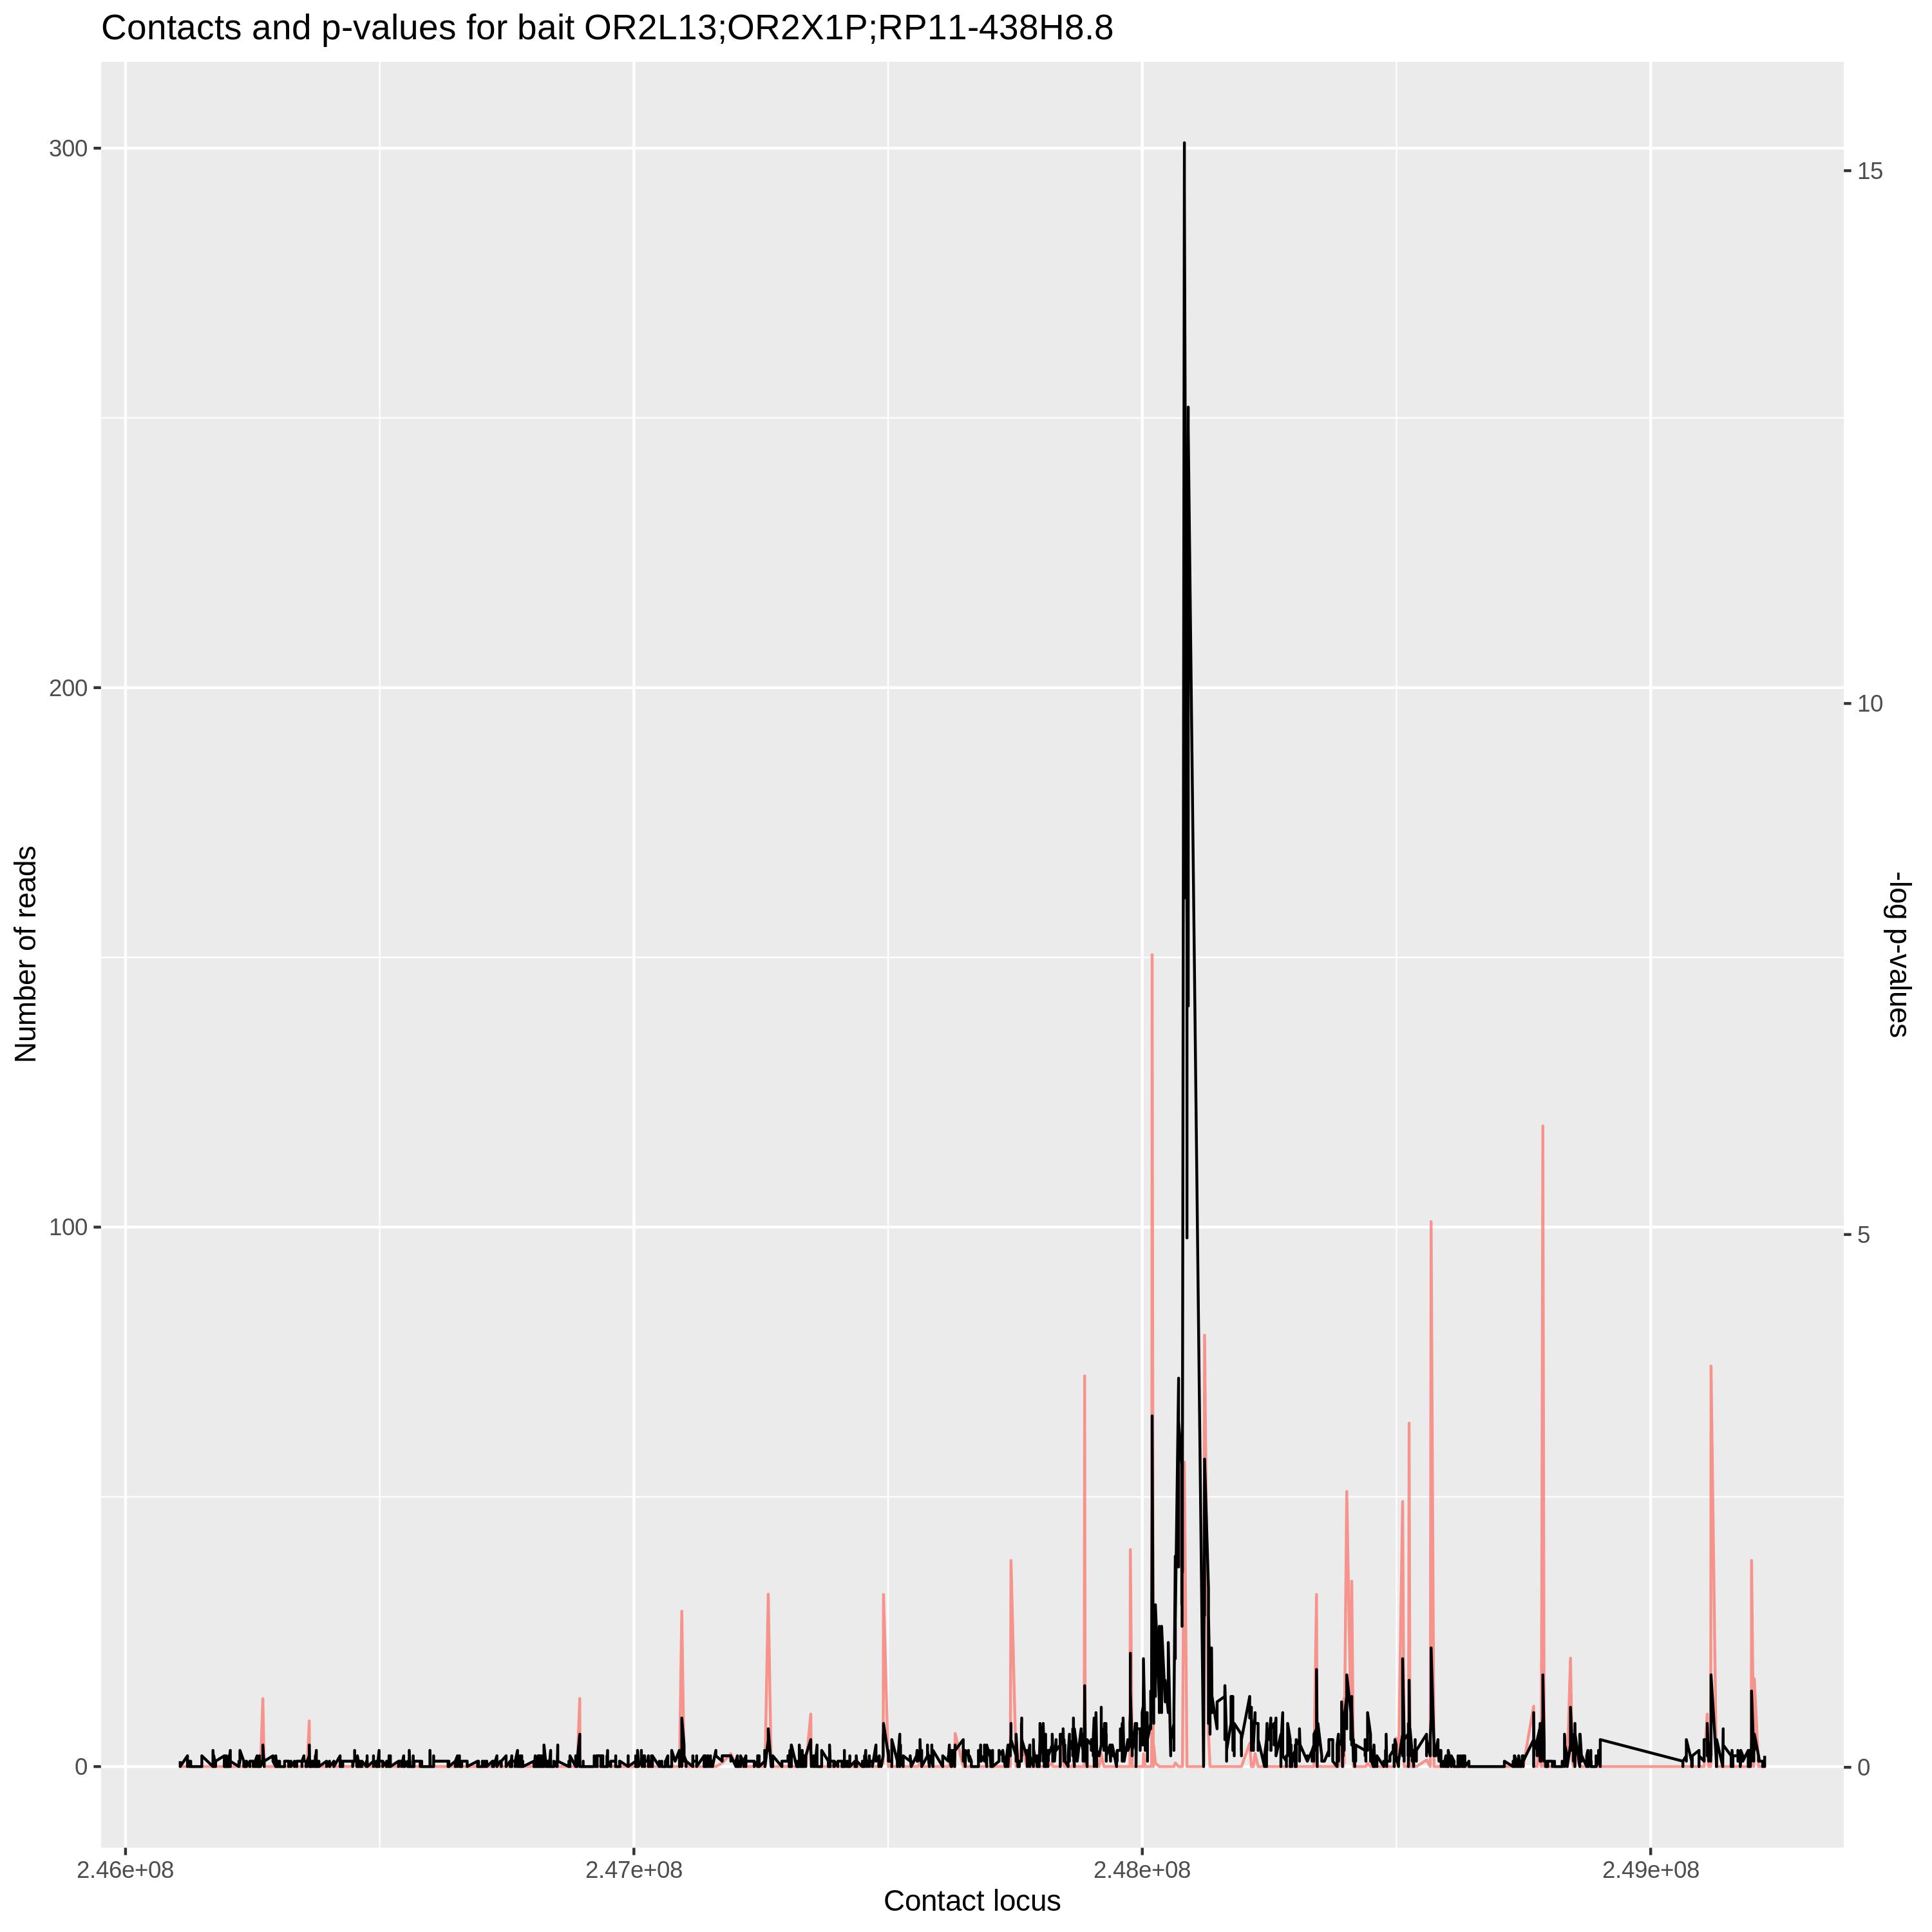 Contacts and p-values for bait OR2L13;OR2X1P;RP11-438H8.8
300
200
100
0
15
10
5
0
Number of reads
-log p-values
2.46e+08
2.47e+08
2.48e+08
2.49e+08
Contact locus